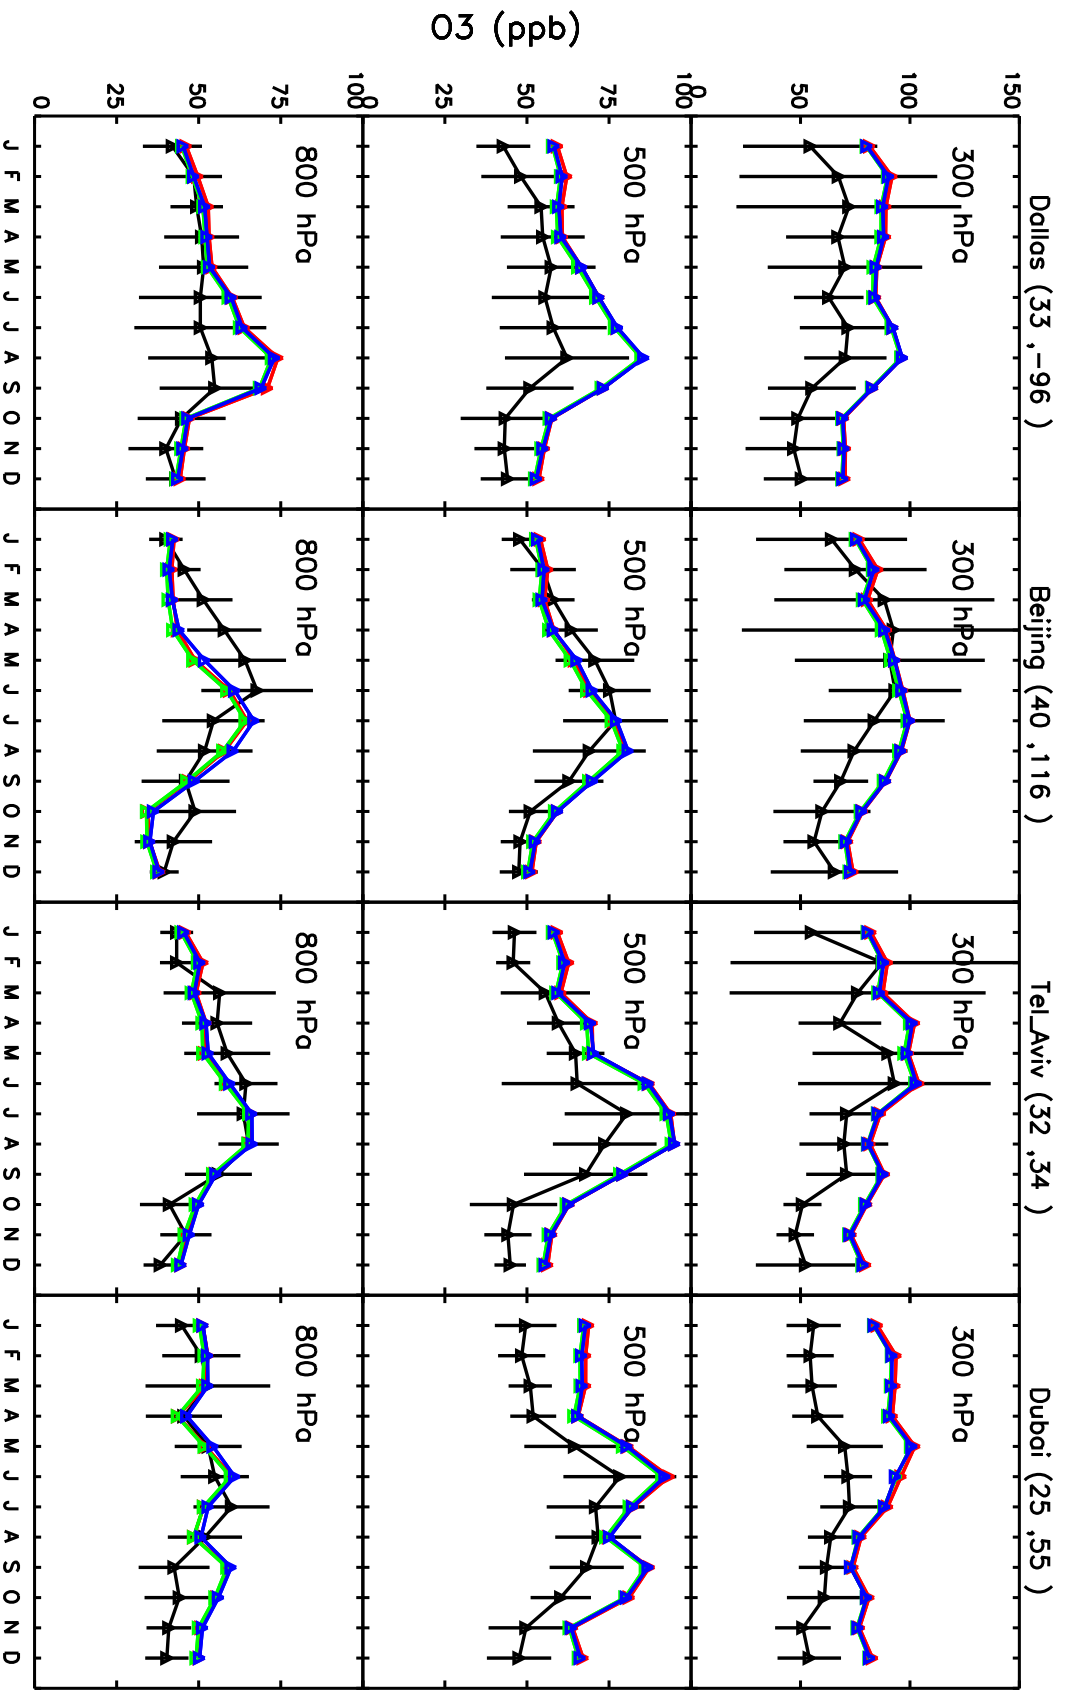 Dallas (33 ,-96 )
Beijing (40 ,116 )
Tel_Aviv (32 ,34 )
Dubai (25 ,55 )
150
100
50
0
300 hPa
300 hPa
300 hPa
300 hPa
O3 (ppb)
100
75
50
0
500 hPa
500 hPa
500 hPa
500 hPa
100
75
50
25
0
800 hPa
800 hPa
800 hPa
800 hPa
J F M A M J J A S O N D
J F M A M J J A S O N D
J F M A M J J A S O N D
J F M A M J J A S O N D